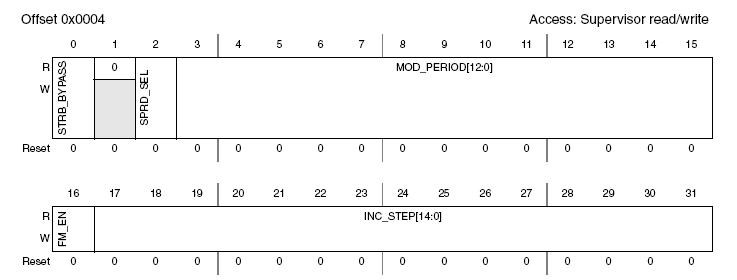 Offset 0x0004 Access: Supervisor read/write
0 1 2 3 4 5 6 7 8 9 10 11 12 13 14 15
R STRB_BYPASS 0 SPRD_SEL MOD_PERIOD[12:0]
W
Reset 0 0 0 0 0 0 0 0 0 0 0 0 0 0 0 0
16 17 18 19 20 21 22 23 24 25 26 27 28 29 30 31
R FM_EN INC_STEP[14:0]
W
Reset 0 0 0 0 0 0 0 0 0 0 0 0 0 0 0 0